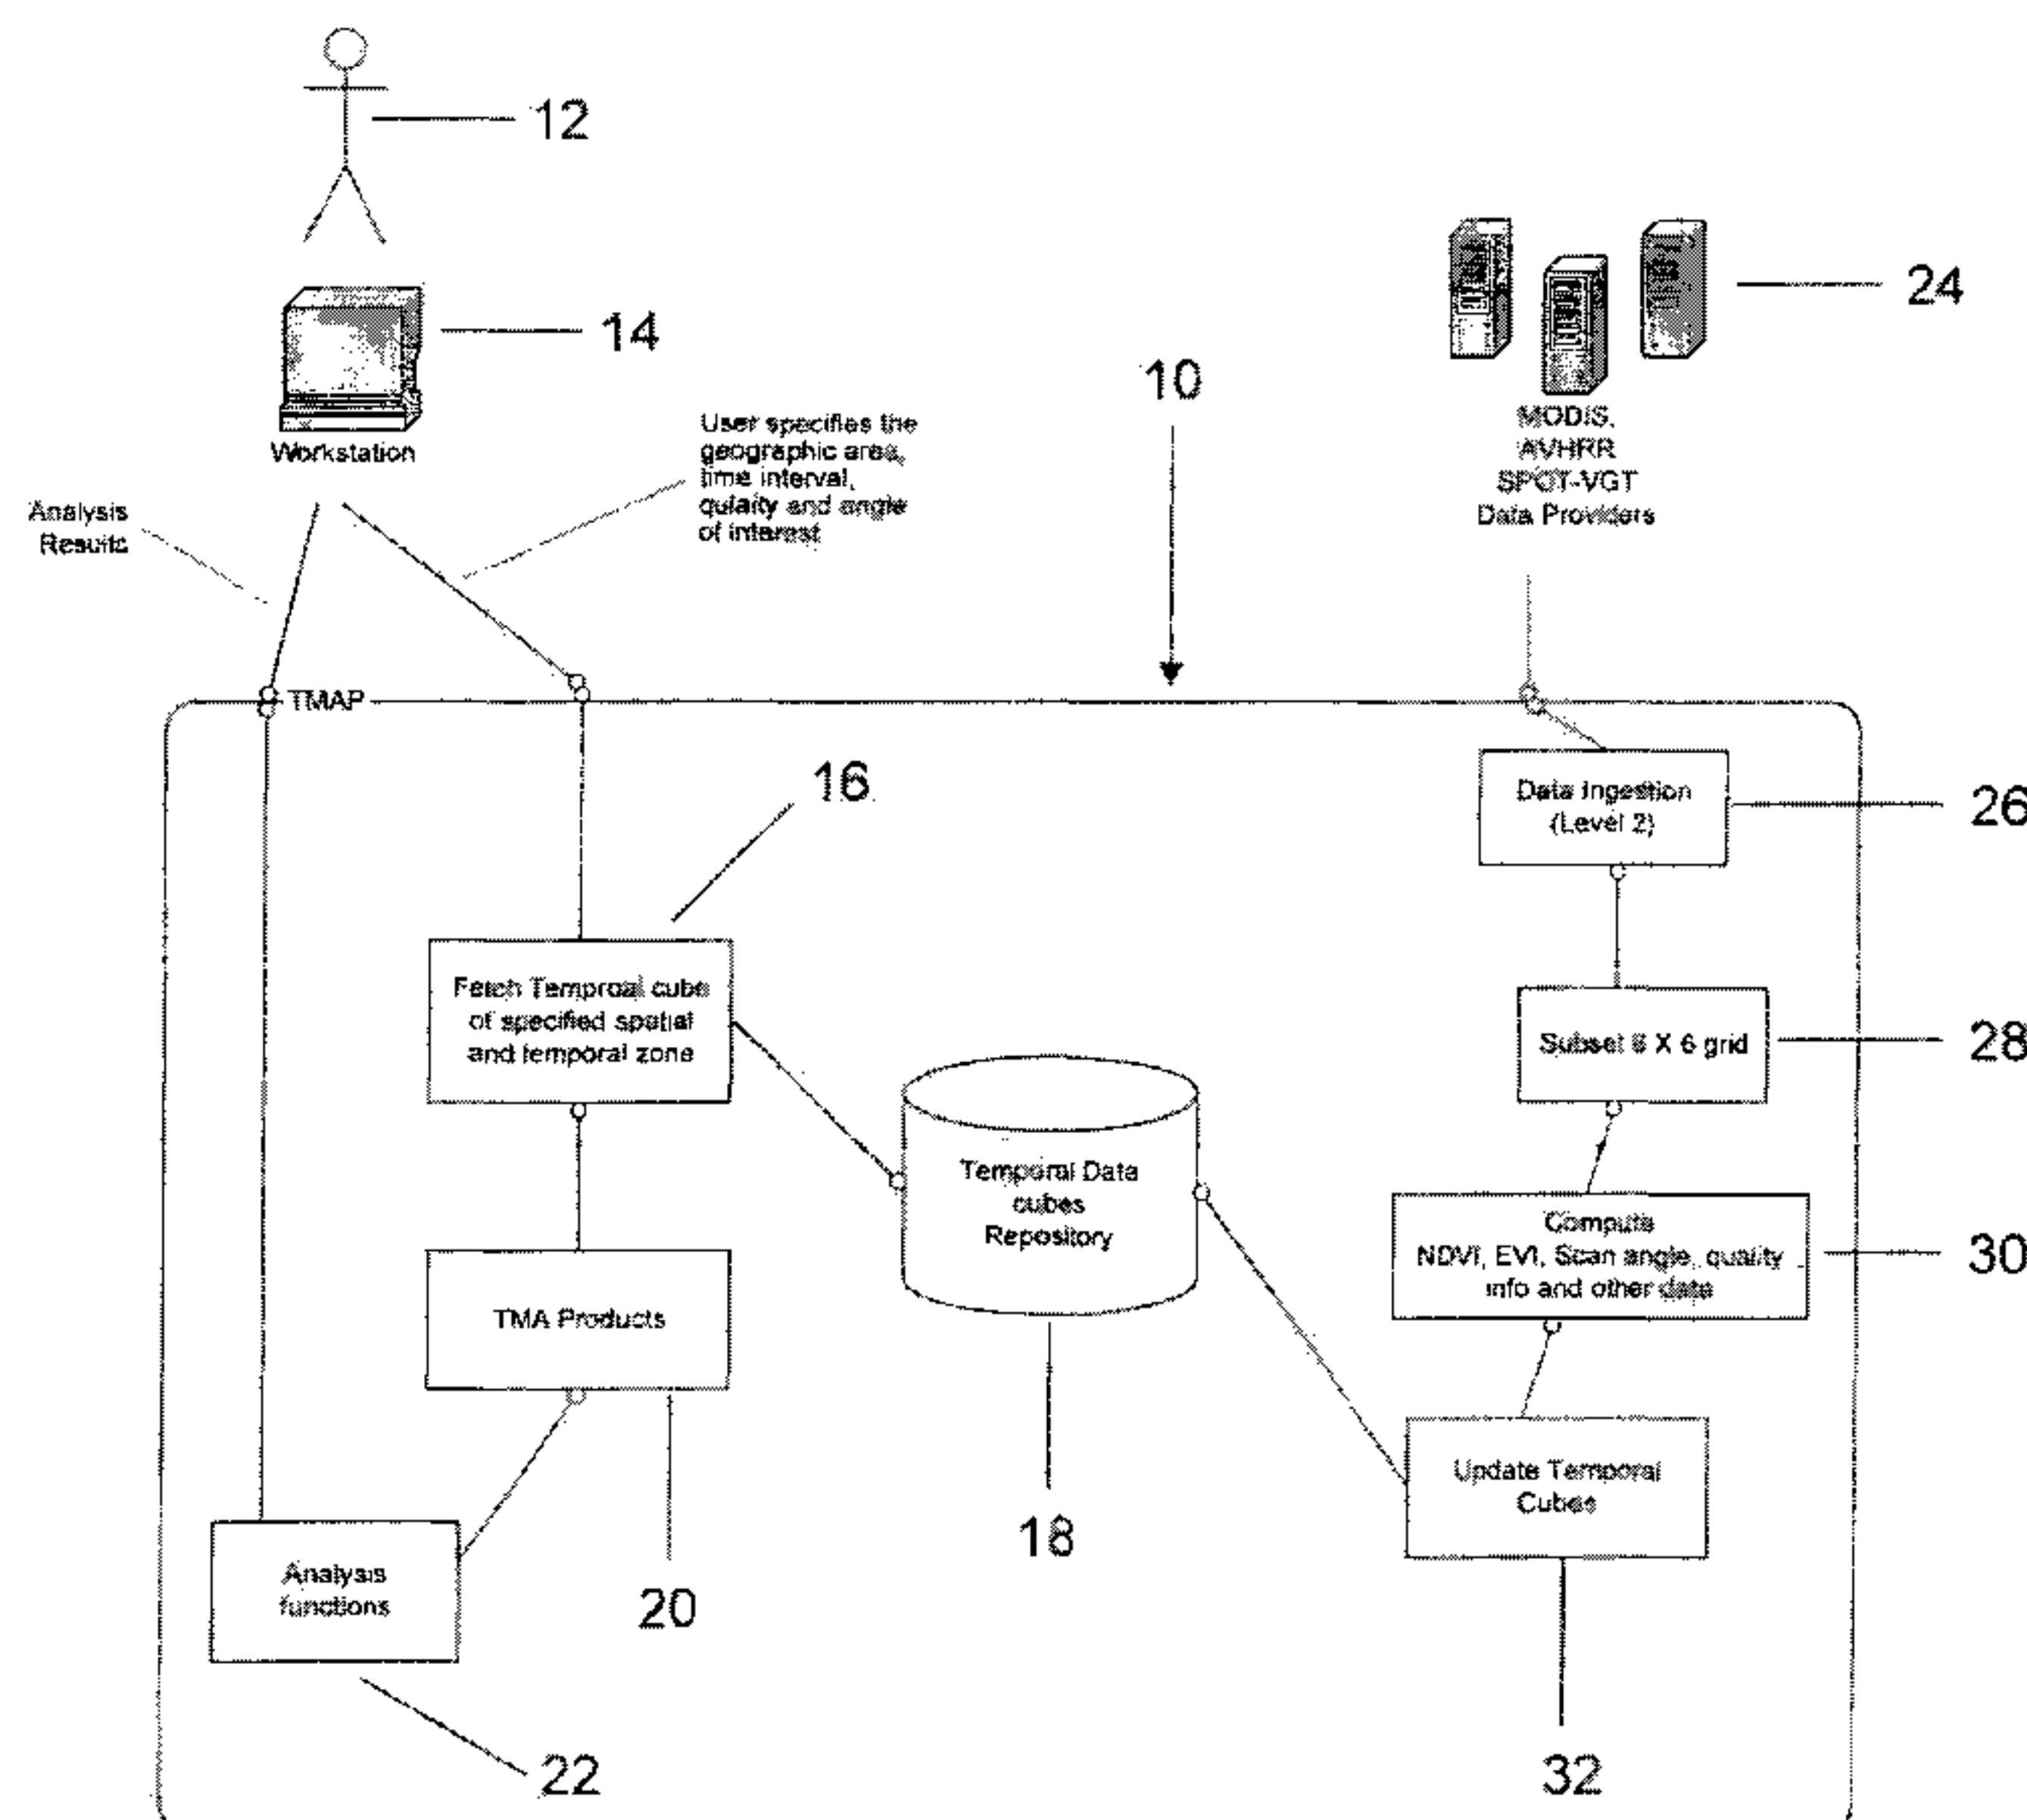 12
24
14
10
Workstation
User specifies the
geographic area,
time interval,
qulaity and angle
of interest
MODIS,
AVHRR
SPOT-VGT
Data Providers
Analysis
Results
TMAP
16
Data Ingestion
(Level 2)
26
Fetch Temproal cube
of specified spatial
and temporal zone
Subset 6 X 6 grid
28
Temporal Data
cubes
Repository
Compute
NDVI, EVI, Scan angle, quality
info and other data
30
TMA Products
Update Temporal
Cubes
18
Analysis
functions
20
22
32